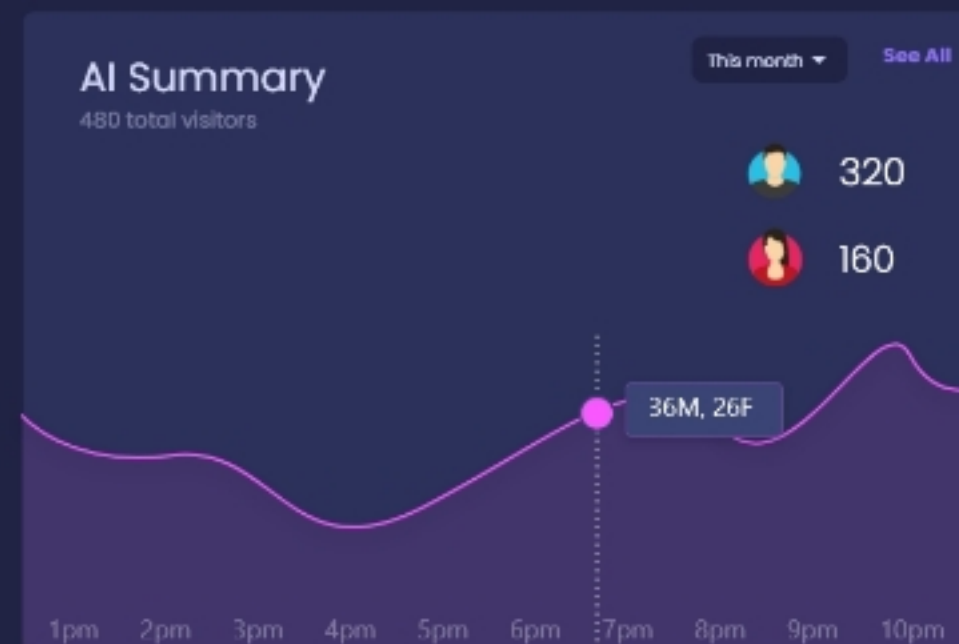 AI Summary
This month
See All
480 total visitors
320
160
36M, 26F
1pm 2pm 3pm 4pm 5pm 6pm 7pm 8pm 9pm 10pm